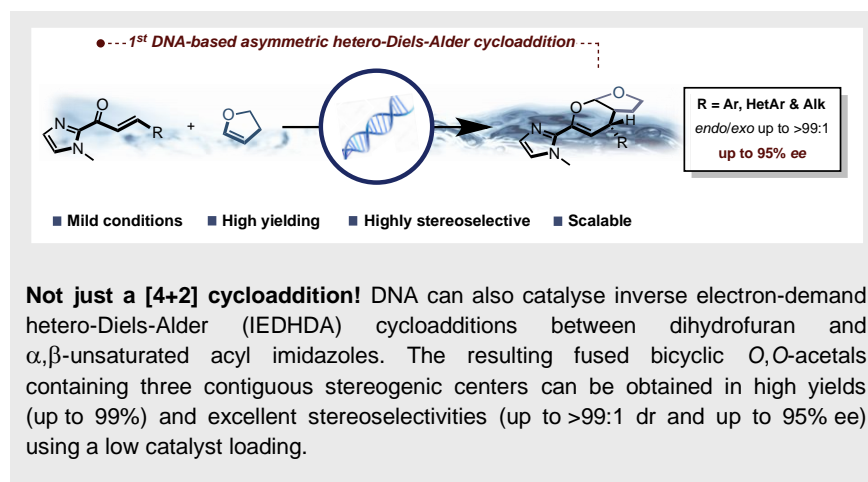 1st DNA-based asymmetric hetero-Diels-Alder cycloaddition
O
N
N
R
+
O
O
O
H
N
N
R
R = Ar, HetAr & Alk
endo/exo up to >99:1
up to 95% ee
Mild conditions High yielding Highly stereoselective Scalable
Not just a [4+2] cycloaddition! DNA can also catalyse inverse electron-demand
hetero-Diels-Alder (IEDHDA) cycloadditions between dihydrofuran and
α,β-unsaturated acyl imidazoles. The resulting fused bicyclic O,O-acetals
containing three contiguous stereogenic centers can be obtained in high yields
(up to 99%) and excellent stereoselectivities (up to >99:1 dr and up to 95% ee)
using a low catalyst loading.